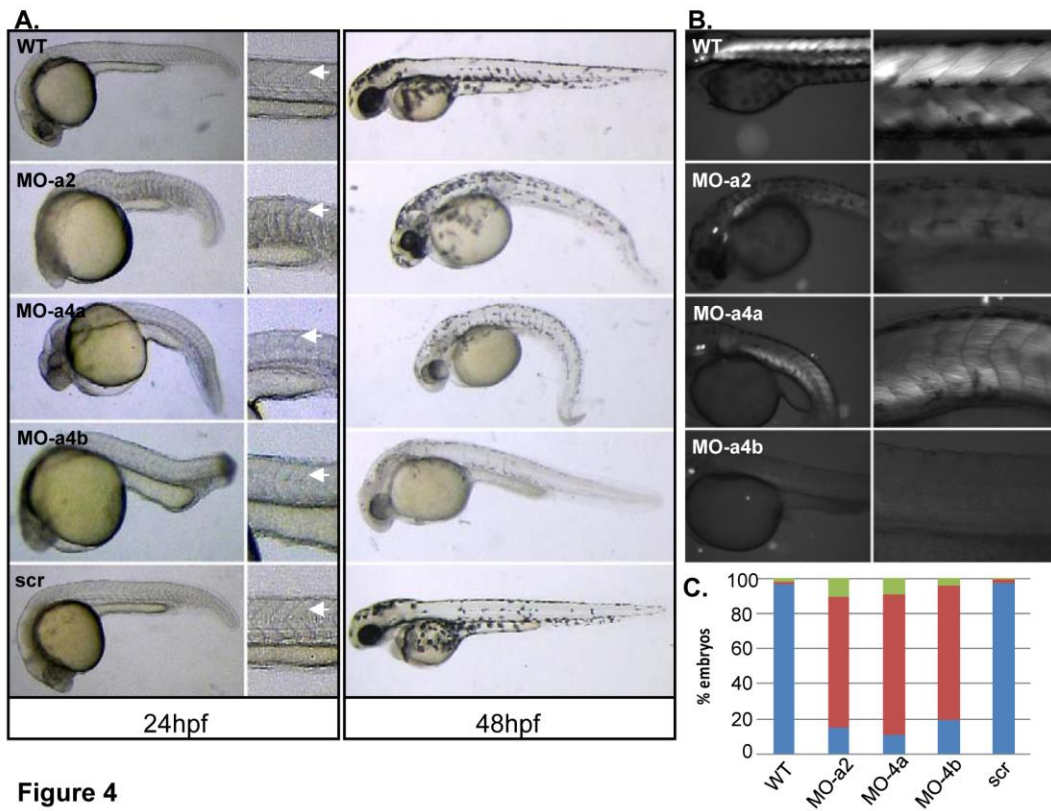 A.
WT
MO-a2
MO-a4a
MO-a4b
scr
24hpf
48hpf
B.
WT
MO-a2
MO-a4a
MO-a4b
C.
% embryos
100
80
60
40
20
0
WT
MO-a2
MO-4a
MO-4b
scr
Figure 4